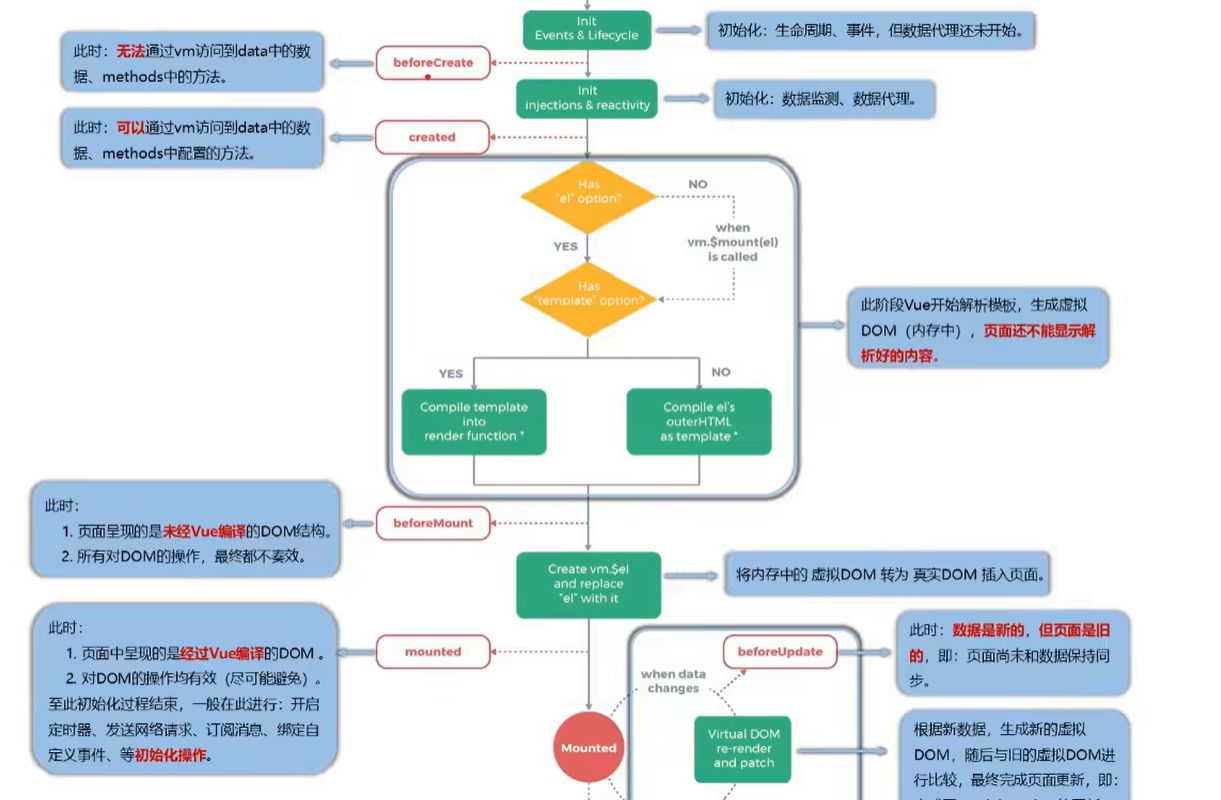 Init
Events & Lifecycle
初始化：生命周期、事件，但数据代理还未开始。
此时：无法通过vm访问到data中的数
据、methods中的方法。
beforeCreate
Init
injections & reactivity
初始化：数据监测、数据代理。
此时：可以通过vm访问到data中的数
据、methods中配置的方法。
created
Has
"el" option?
NO
when
vm.$mount(el)
is called
YES
Has
"template" option?
此阶段Vue开始解析模板，生成虚拟
DOM（内存中），页面还不能显示解
析好的内容。
YES
NO
Compile template
into
render function *
Compile el's
outerHTML
as template *
此时：
1. 页面呈现的是未经Vue编译的DOM结构。
2. 所有对DOM的操作，最终都不奏效。
beforeMount
Create vm.$el
and replace
"el" with it
将内存中的 虚拟DOM 转为 真实DOM 插入页面。
此时：
1. 页面中呈现的是经过Vue编译的DOM 。
2. 对DOM的操作均有效（尽可能避免）。
至此初始化过程结束，一般在此进行：开启
定时器、发送网络请求、订阅消息、绑定自
定义事件、等初始化操作。
mounted
beforeUpdate
此时：数据是新的，但页面是旧
的，即：页面尚未和数据保持同
步。
when data
changes
Mounted
Virtual DOM
re-render
and patch
根据新数据，生成新的虚拟
DOM，随后与旧的虚拟DOM进
行比较，最终完成页面更新，即：